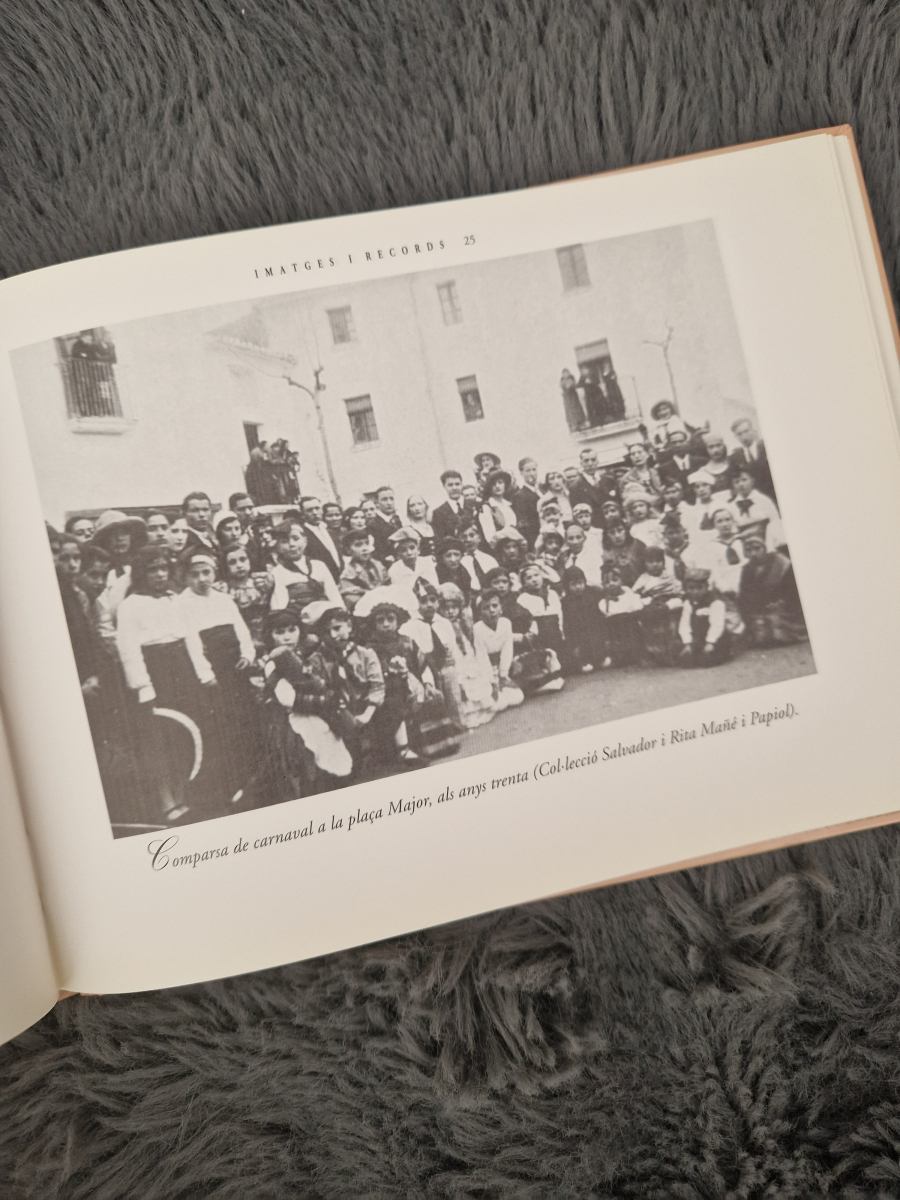 IMATGES I RECORDS 25
Comparsa de carnaval a la plaça Major, als anys trenta (Col·lecció Salvador i Rita Mañé i Papiol).